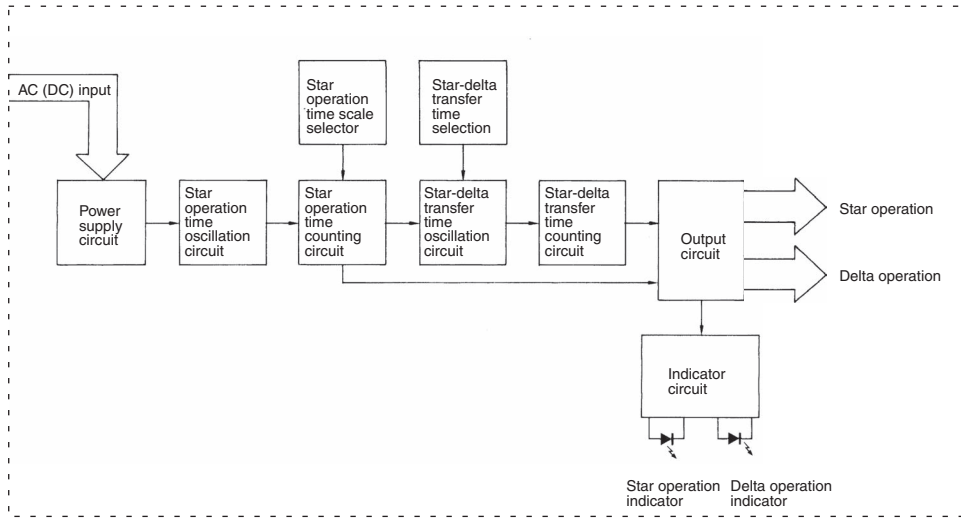 AC (DC) input
Star
operation
time scale
selector
Star-delta
transfer
time
selection
Power
supply
circuit
Star
operation
time
oscillation
circuit
Star
operation
time
counting
circuit
Star-delta
transfer
time
oscillation
circuit
Star-delta
transfer
time
counting
circuit
Output
circuit
Star operation
Delta operation
Indicator
circuit
Star operation
indicator
Delta operation
indicator